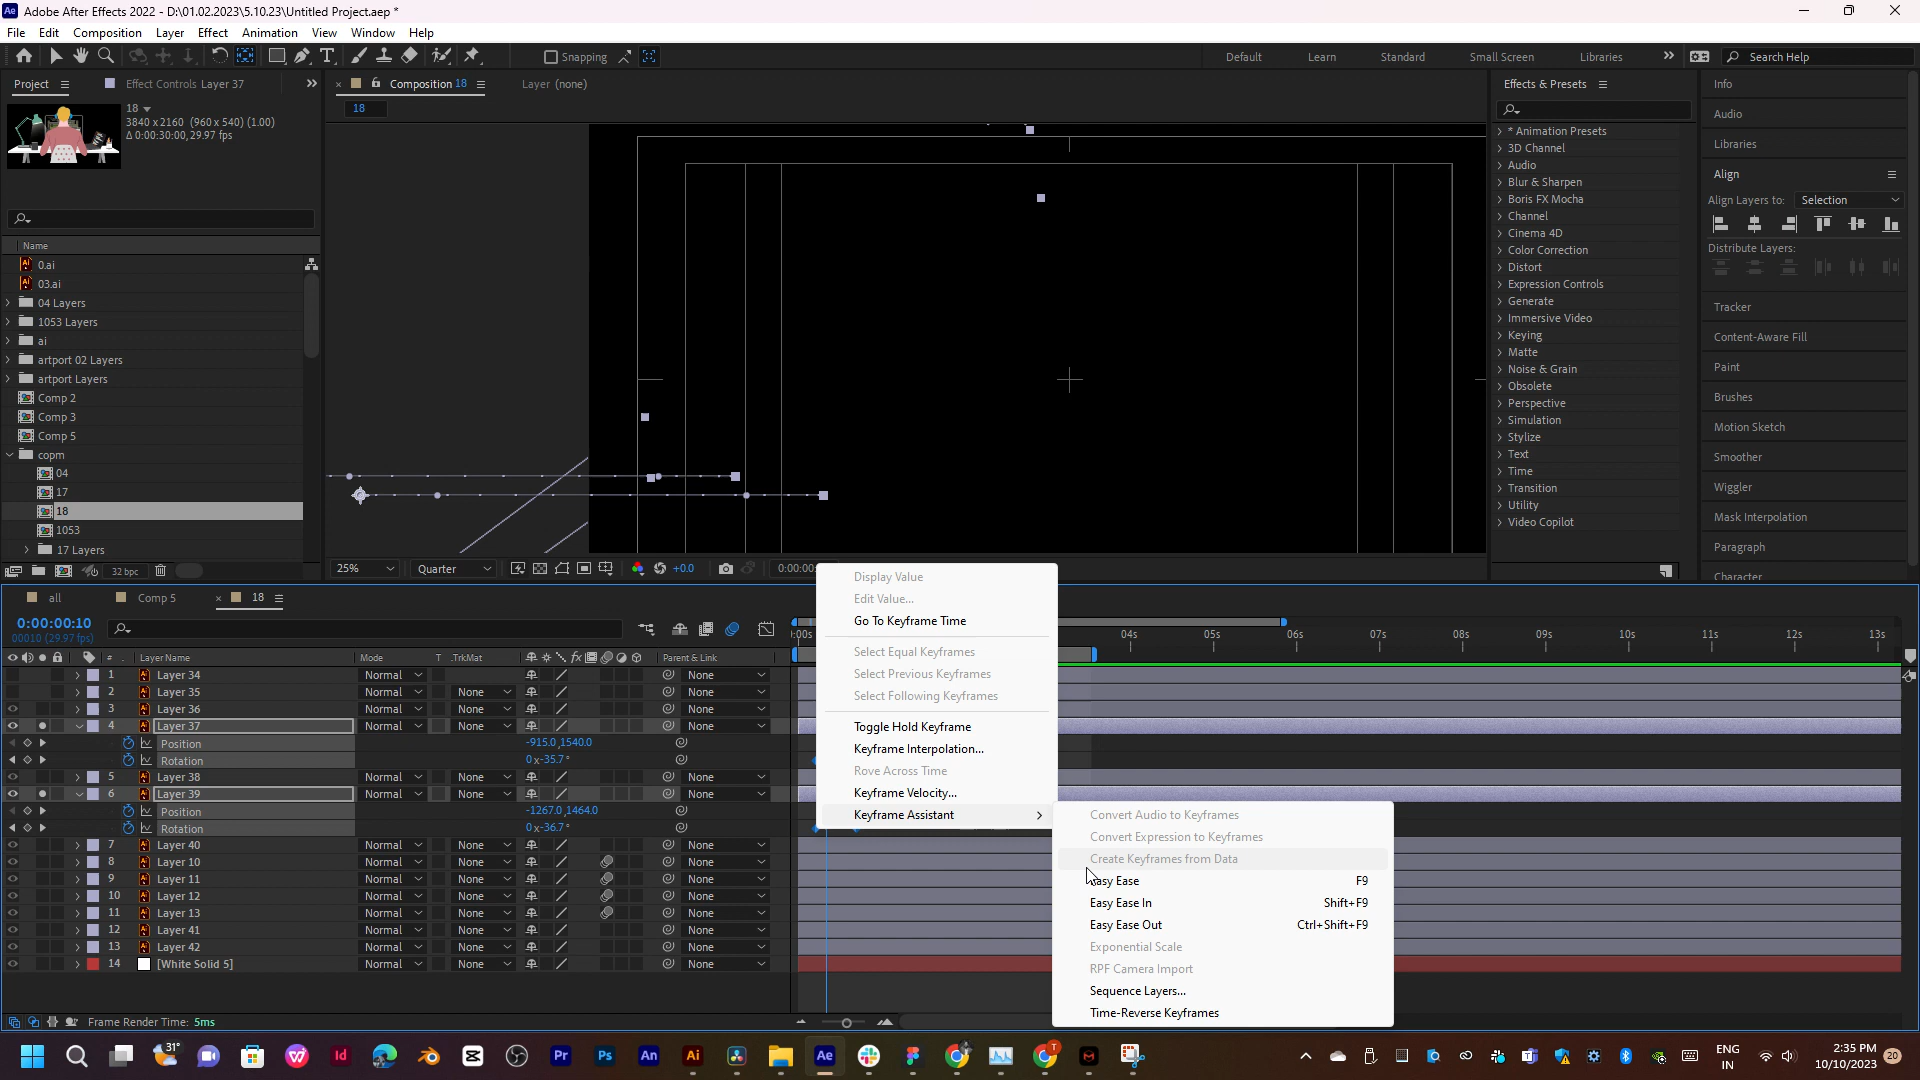 Adobe After Effects 2022 - D:\01.02.2023\5.10.23\Untitled Project.aep *
File Edit Composition Layer Effect Animation View Window Help
Snapping
Default Learn Standard Small Screen Libraries Search Help
Project Effect Controls Layer 37
Composition 18 Layer (none)
18
18
3840 x 2160 (960 x 540) (1.00)
Δ 0:00:30:00, 29.97 fps
Name
0.ai
03.ai
04 Layers
1053 Layers
ai
artport 02 Layers
artport Layers
Comp 2
Comp 3
Comp 5
copm
04
17
18
1053
17 Layers
32 bpc
25% Quarter +0.0
Effects & Presets
* Animation Presets
3D Channel
Audio
Blur & Sharpen
Boris FX Mocha
Channel
Cinema 4D
Color Correction
Distort
Expression Controls
Generate
Immersive Video
Keying
Matte
Noise & Grain
Obsolete
Perspective
Simulation
Stylize
Text
Time
Transition
Utility
Video Copilot
Info
Audio
Libraries
Align
Align Layers to: Selection
Distribute Layers:
Tracker
Content-Aware Fill
Paint
Brushes
Motion Sketch
Smoother
Wiggler
Mask Interpolation
Paragraph
Character
all Comp 5 18
0:00:00:10
00010 (29.97 fps)
04s 05s 06s 07s 08s 09s 10s 11s 12s 13s
# Layer Name Mode T .TrkMat Parent & Link
1 Layer 34 Normal None
2 Layer 35 Normal None None
3 Layer 36 Normal None None
4 Layer 37 Normal None None
Position -915.0,1540.0
Rotation 0x-35.7°
5 Layer 38 Normal None None
6 Layer 39 Normal None None
Position -1267.0,1464.0
Rotation 0x-36.7°
7 Layer 40 Normal None None
8 Layer 10 Normal None None
9 Layer 11 Normal None None
10 Layer 12 Normal None None
11 Layer 13 Normal None None
12 Layer 41 Normal None None
13 Layer 42 Normal None None
14 [White Solid 5] Normal None None
Frame Render Time: 5ms
Display Value
Edit Value...
Go To Keyframe Time
Select Equal Keyframes
Select Previous Keyframes
Select Following Keyframes
Toggle Hold Keyframe
Keyframe Interpolation...
Rove Across Time
Keyframe Velocity...
Keyframe Assistant
Convert Audio to Keyframes
Convert Expression to Keyframes
Create Keyframes from Data
Easy Ease F9
Easy Ease In Shift+F9
Easy Ease Out Ctrl+Shift+F9
Exponential Scale
RPF Camera Import
Sequence Layers...
Time-Reverse Keyframes
31°
ENG
IN
2:35 PM
10/10/2023
20